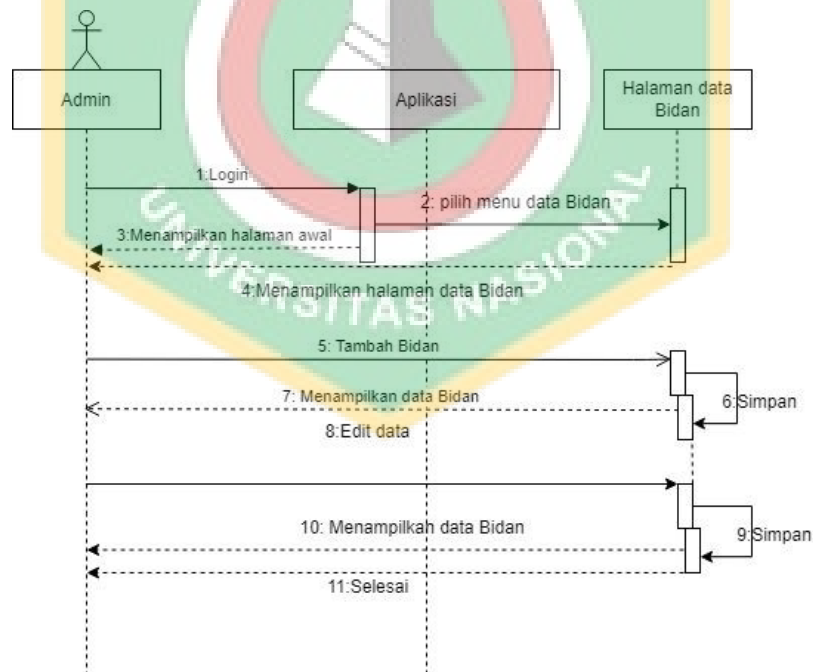 Admin
Aplikasi
Halaman data
Bidan
1:Login
2: pilih menu data Bidan
3:Menampilkan halaman awal
4:Menampilkan halaman data Bidan
UNIVERSITAS NASIONAL
5: Tambah Bidan
6:Simpan
7: Menampilkan data Bidan
8:Edit data
9:Simpan
10: Menampilkan data Bidan
11:Selesai